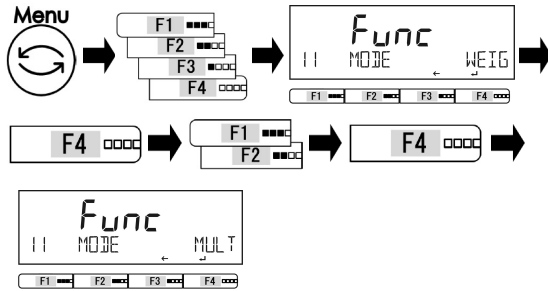 Menu
F1
F2
F3
F4
Func
11 MODE WEIG
F1 F2 F3 F4
F4
F1
F2
F4
Func
11 MODE MULT
F1 F2 F3 F4